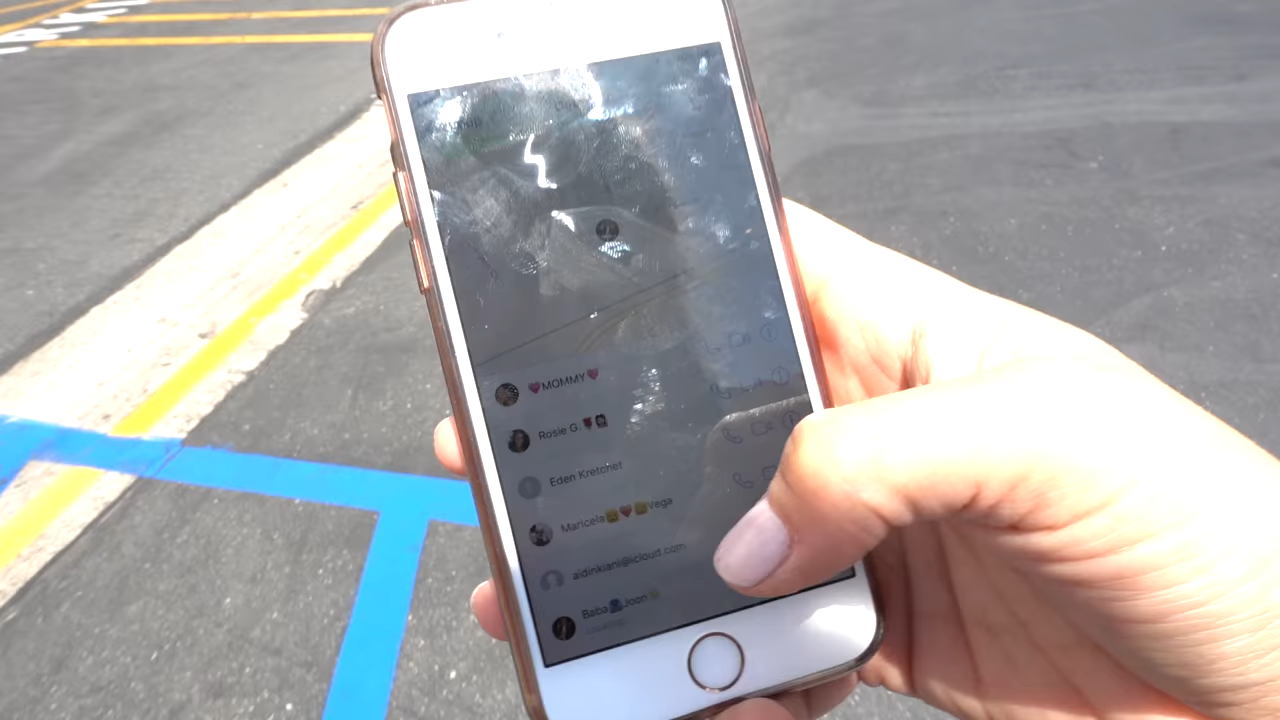 💗MOMMY💗
Rosie G.🌹
Eden Kretchet
Maricela😫❤️😫Vega
aidinkiani@icloud.com
Baba Joon